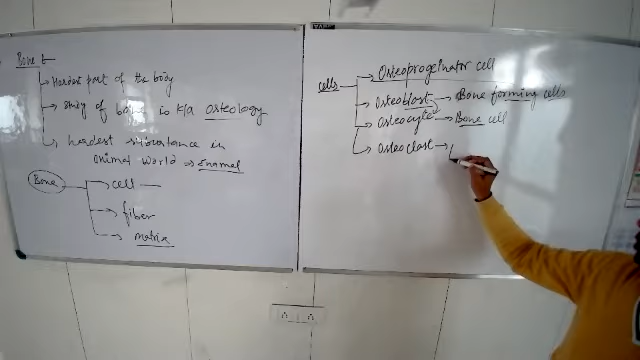 Bone
→ Hardest part of the body
→ Study of bone is K/a Osteology
→ hardest substance in
animal world ⇒ Enamel
Bone → cell —
→ fiber
→ matrix
cells → Osteoprogeinator cell
→ Osteoblast → Bone forming cells
→ Osteocyte → Bone cell
→ Osteoclast →